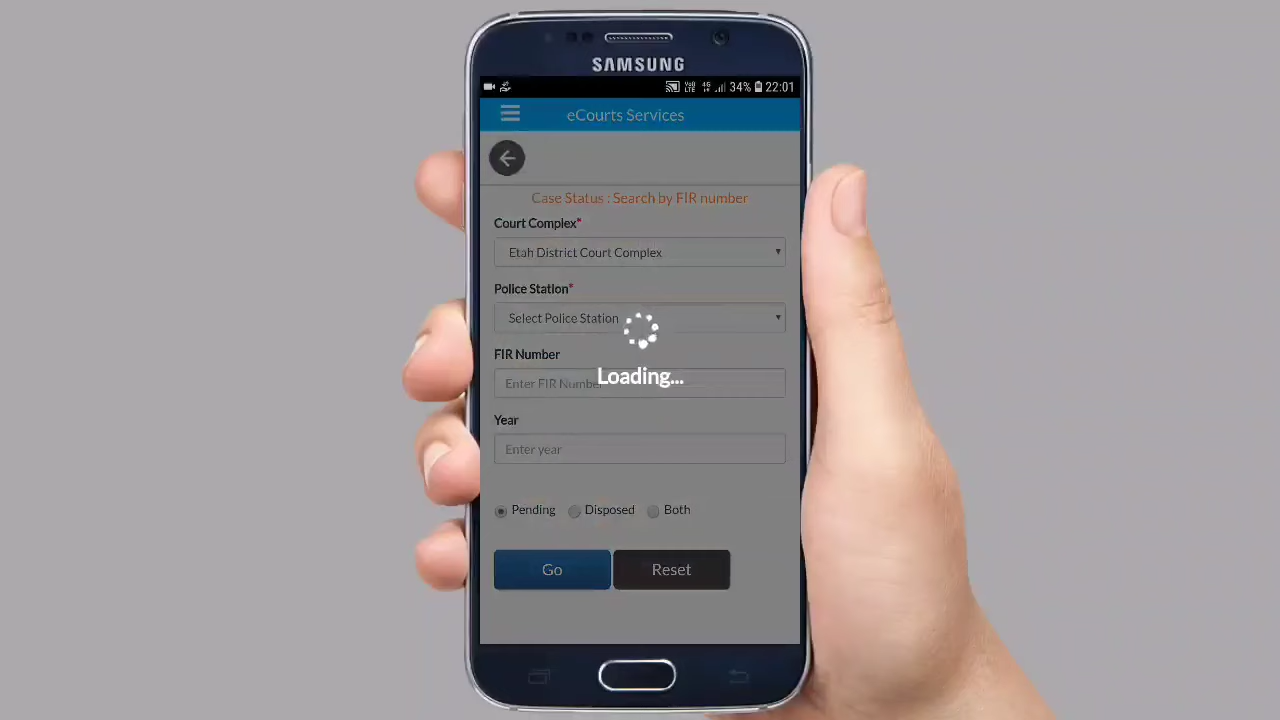 SAMSUNG
34% 22:01
eCourts Services
Case Status : Search by FIR number
Court Complex*
Etah District Court Complex
Police Station*
Select Police Station
Loading...
FIR Number
Enter FIR Number
Year
Enter year
Pending Disposed Both
Go Reset